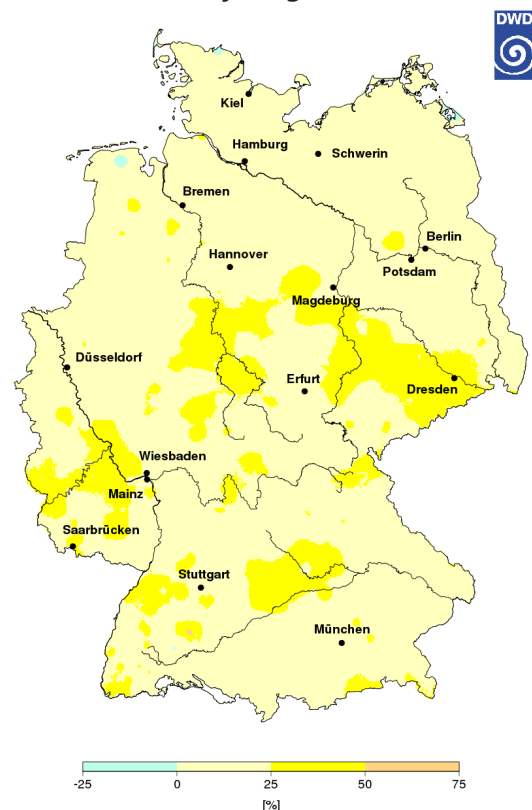 DWD
Kiel
Hamburg
Schwerin
Bremen
Berlin
Hannover
Potsdam
Magdeburg
Düsseldorf
Erfurt
Dresden
Wiesbaden
Mainz
Saarbrücken
Stuttgart
München
-25 0 25 50 75
[%]